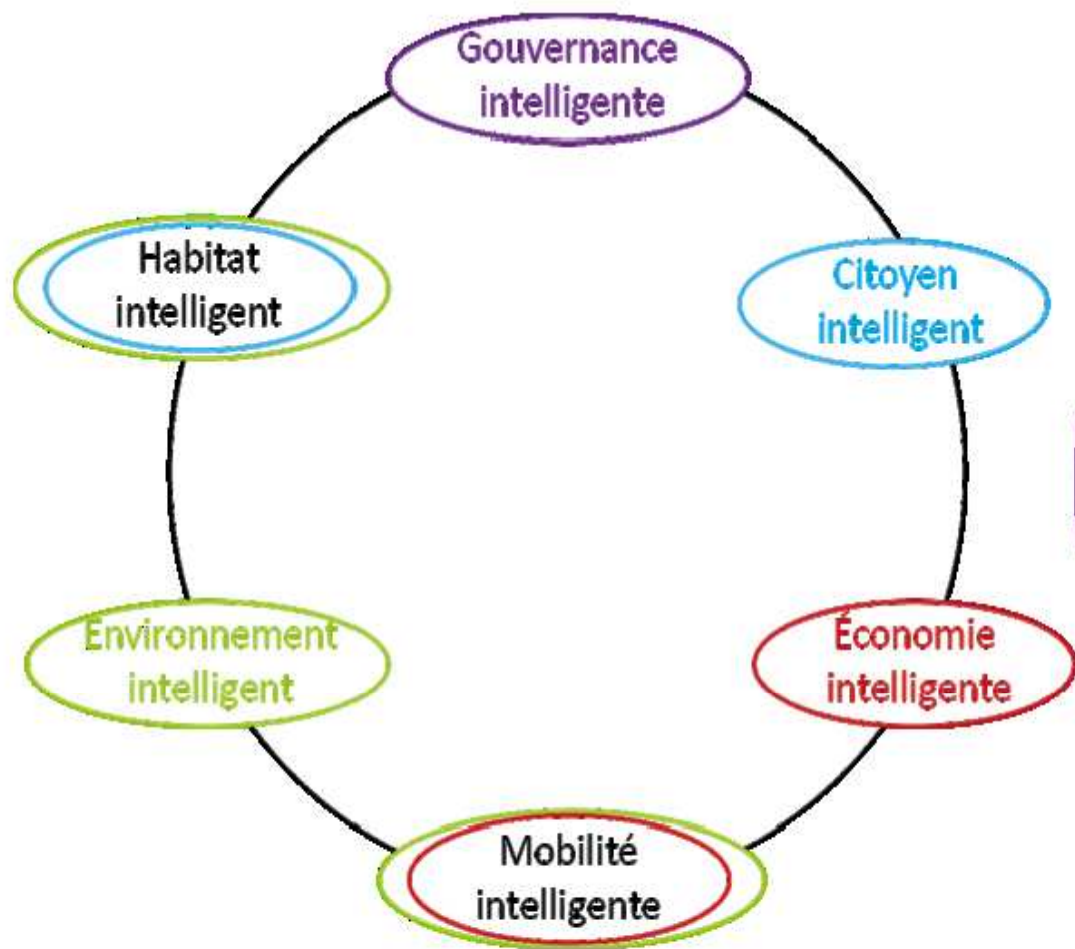 Gouvernance
intelligente
Habitat
intelligent
Citoyen
intelligent
Environnement
intelligent
Économie
intelligente
Mobilité
intelligente